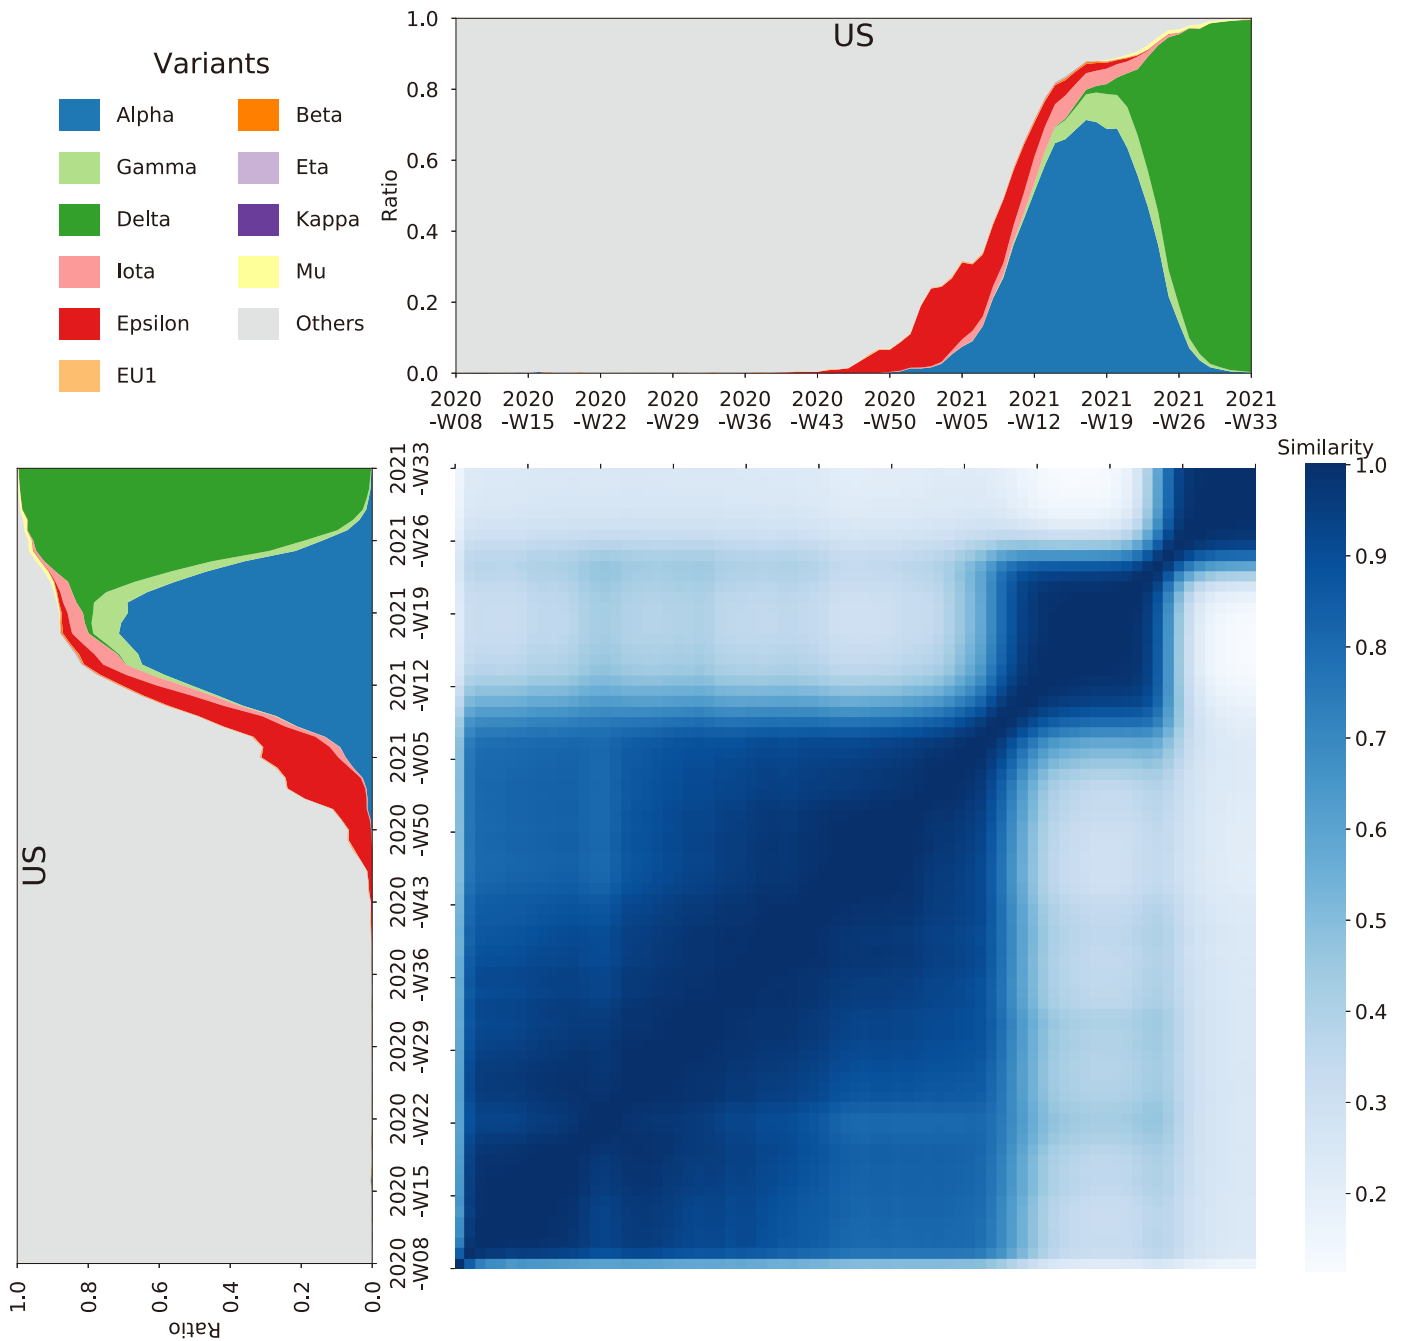 Variants
Alpha
Gamma
Delta
Iota
Epsilon
EU1
Beta
Eta
Kappa
Mu
Others
US
Ratio
1.0
0.8
0.6
0.4
0.2
0.0
2020 2020 2020 2020 2020 2020 2020 2021 2021 2021 2021 2021
-W08 -W15 -W22 -W29 -W36 -W43 -W50 -W05 -W12 -W19 -W26 -W33
US
2021 -W33
2021 -W26
2021 -W19
2021 -W12
2021 -W05
2020 -W50
2020 -W43
2020 -W36
2020 -W29
2020 -W22
2020 -W15
2020 -W08
1.0 0.8 0.6 0.4 0.2 0.0
Ratio
Similarity
1.0
0.9
0.8
0.7
0.6
0.5
0.4
0.3
0.2